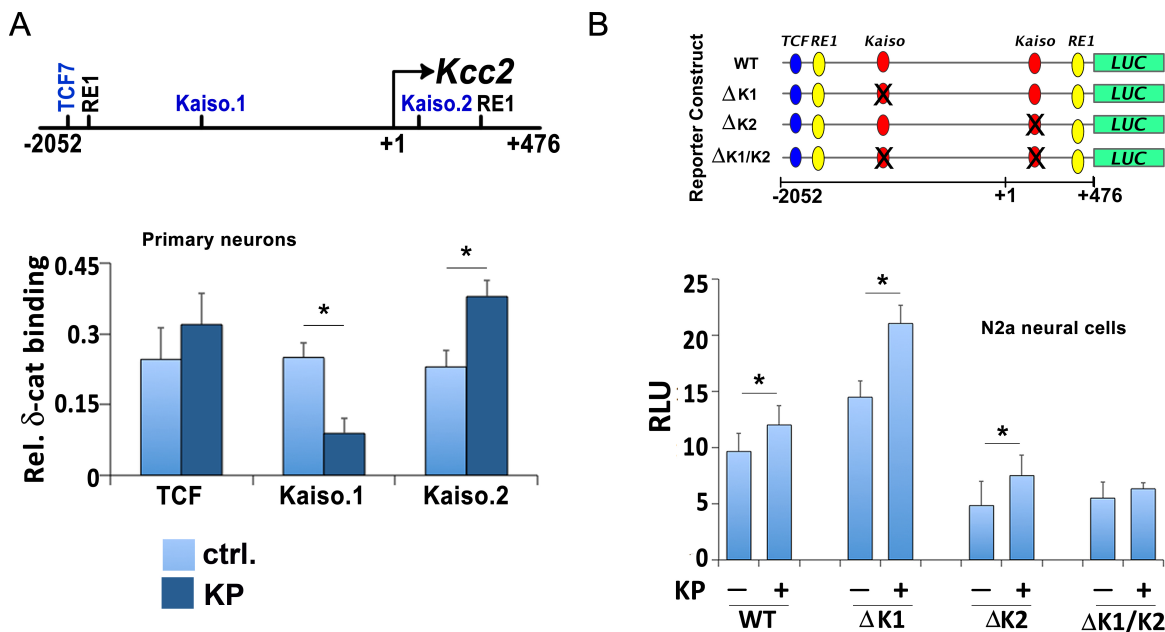 A
TCF7
RE1
Kaiso.1
Kcc2
Kaiso.2 RE1
-2052
+1
+476
Primary neurons
Rel. δ-cat binding
0.45
0.3
0.15
0
*
*
TCF
Kaiso.1
Kaiso.2
ctrl.
KP
B
Reporter Construct
TCF RE1
Kaiso
Kaiso
RE1
WT
LUC
ΔK1
LUC
ΔK2
LUC
ΔK1/K2
LUC
-2052
+1
+476
N2a neural cells
RLU
25
20
15
10
5
0
*
*
*
KP − + − + − + − +
WT
ΔK1
ΔK2
ΔK1/K2